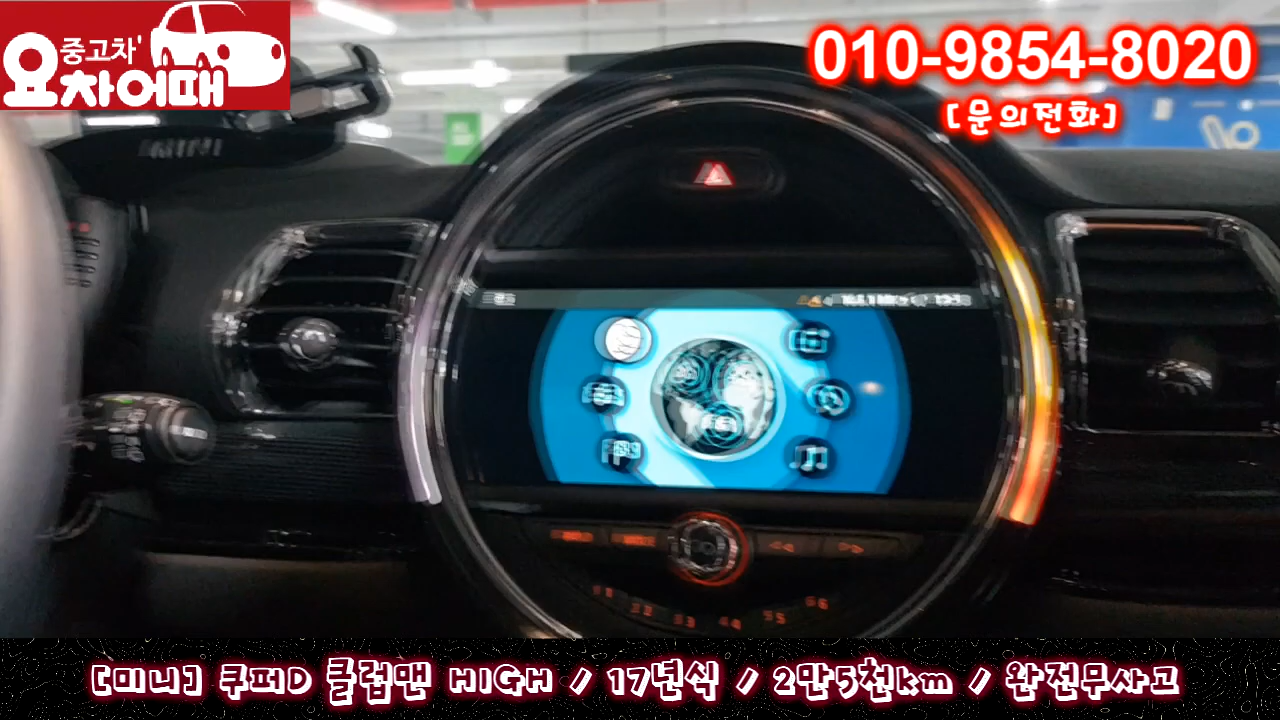 중고차'
요차어때
010-9854-8020
[문의전화]
MINI
[미니] 쿠퍼D 클럽맨 HIGH / 17년식 / 2만5천km / 완전무사고